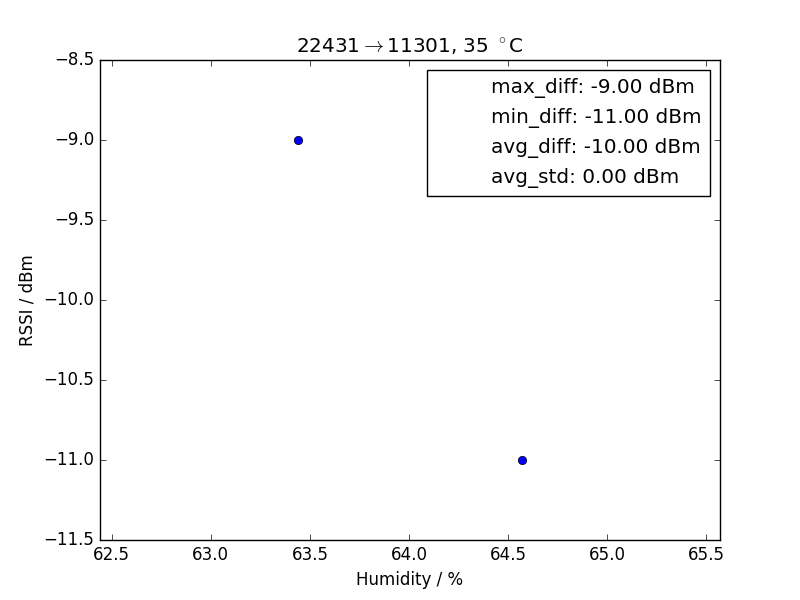 22431→11301, 35 °C
max_diff: -9.00 dBm
min_diff: -11.00 dBm
avg_diff: -10.00 dBm
avg_std: 0.00 dBm
−8.5
−9.0
−9.5
−10.0
−10.5
−11.0
−11.5
RSSI / dBm
62.5 63.0 63.5 64.0 64.5 65.0 65.5
Humidity / %